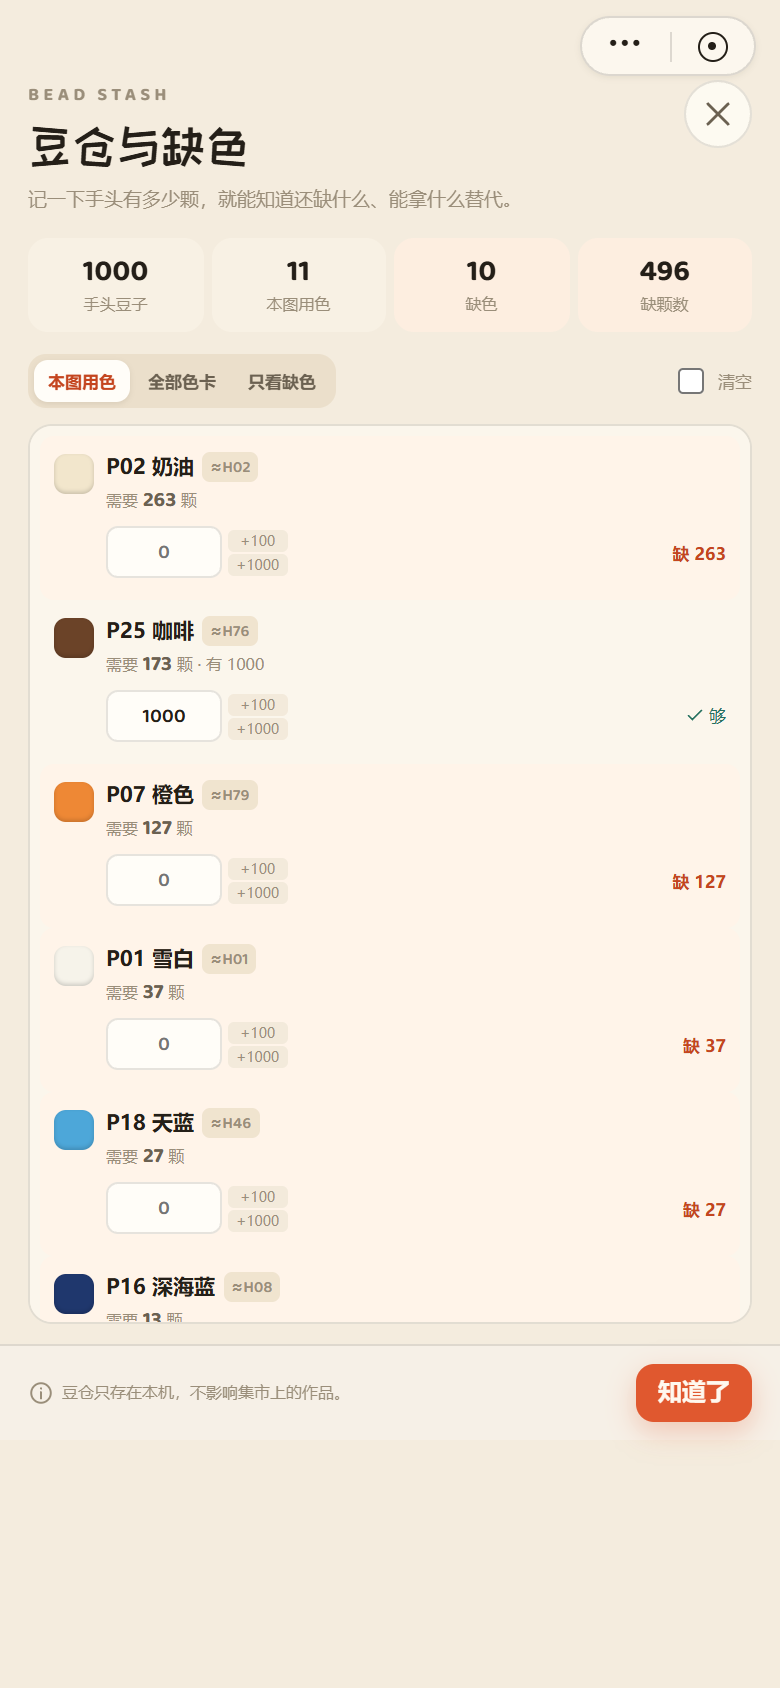 BEAD STASH
豆仓与缺色
记一下手头有多少颗，就能知道还缺什么、能拿什么替代。
1000 11 10 496
手头豆子 本图用色 缺色 缺颗数
本图用色 全部色卡 只看缺色 清空
P02 奶油 ≈H02
需要 263 颗
0 +100
+1000
缺 263
P25 咖啡 ≈H76
需要 173 颗 · 有 1000
1000 +100
+1000
✓ 够
P07 橙色 ≈H79
需要 127 颗
0 +100
+1000
缺 127
P01 雪白 ≈H01
需要 37 颗
0 +100
+1000
缺 37
P18 天蓝 ≈H46
需要 27 颗
0 +100
+1000
缺 27
P16 深海蓝 ≈H08
需要 13 颗
豆仓只存在本机，不影响集市上的作品。
知道了